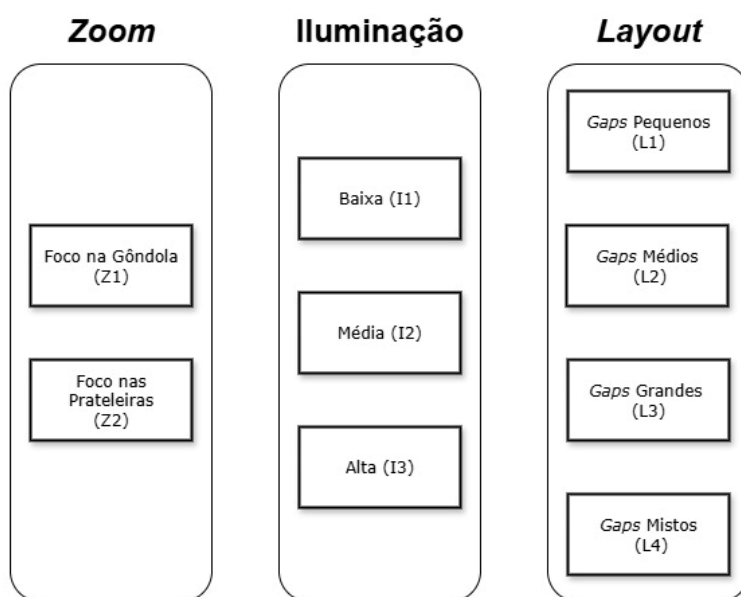 Zoom
Iluminação
Layout
Foco na Gôndola
(Z1)
Foco nas
Prateleiras
(Z2)
Baixa (I1)
Média (I2)
Alta (I3)
Gaps Pequenos
(L1)
Gaps Médios
(L2)
Gaps Grandes
(L3)
Gaps Mistos
(L4)